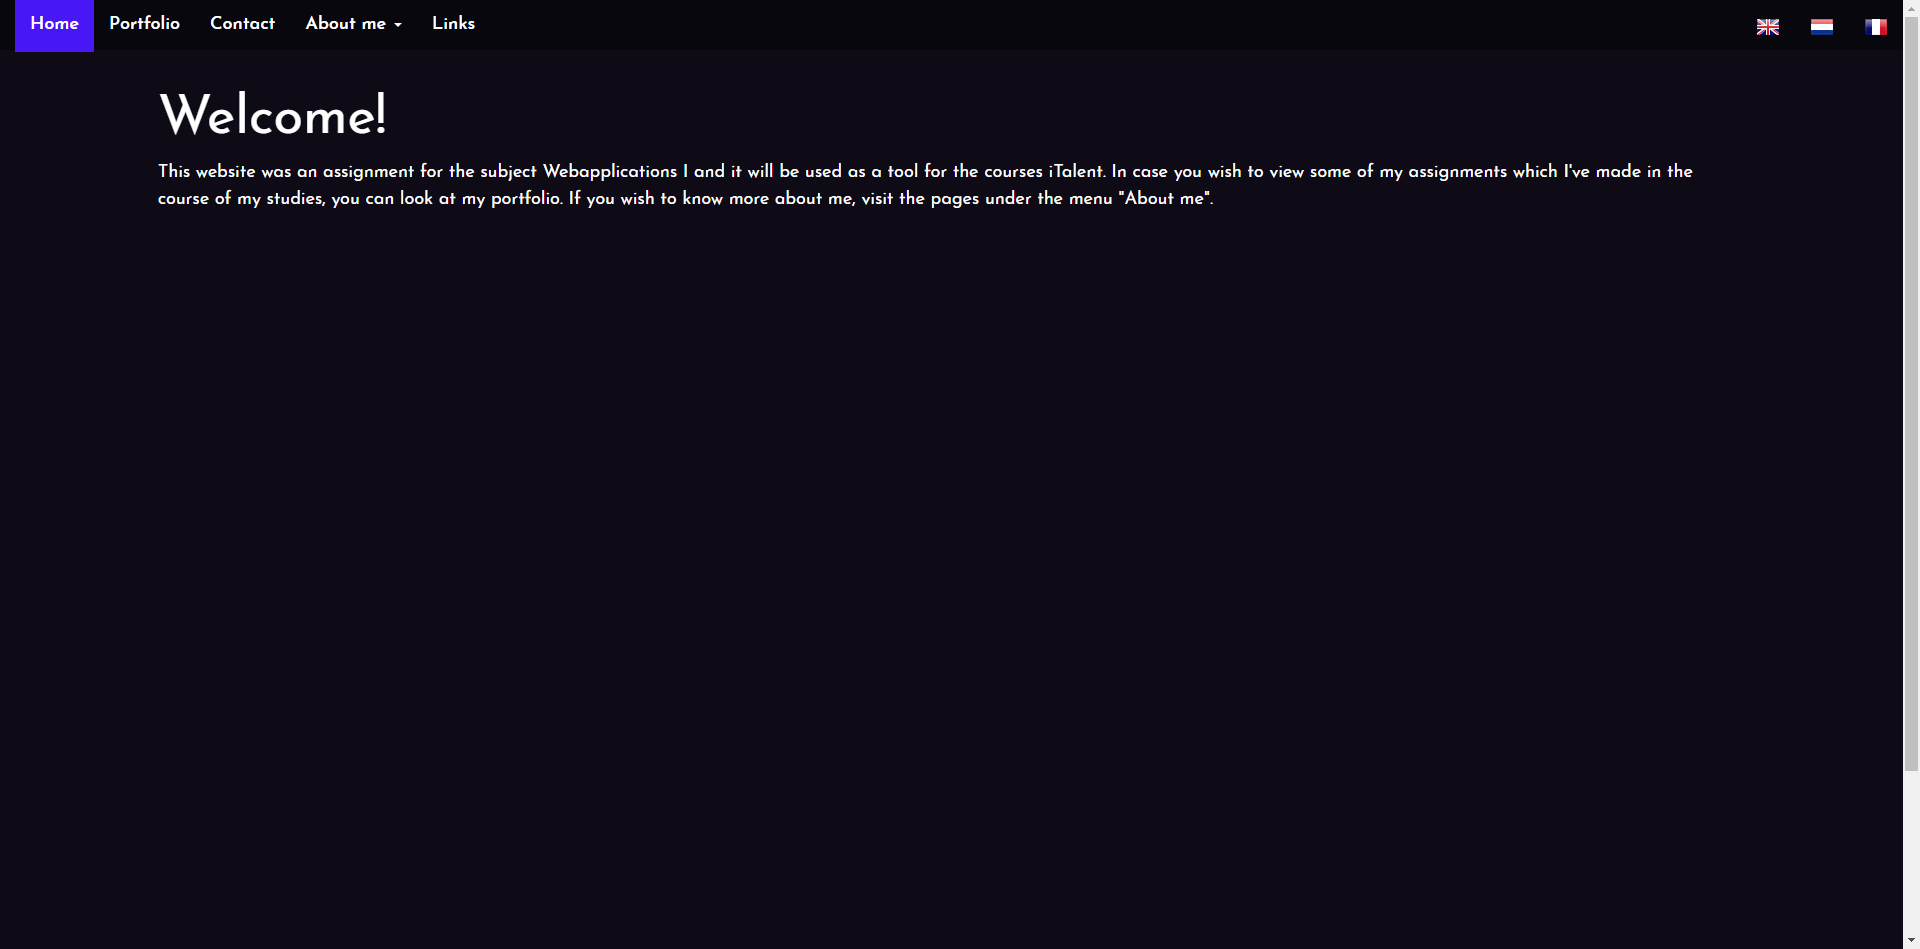 Home Portfolio Contact About me Links
Welcome!
This website was an assignment for the subject Webapplications I and it will be used as a tool for the courses iTalent. In case you wish to view some of my assignments which I've made in the
course of my studies, you can look at my portfolio. If you wish to know more about me, visit the pages under the menu "About me".